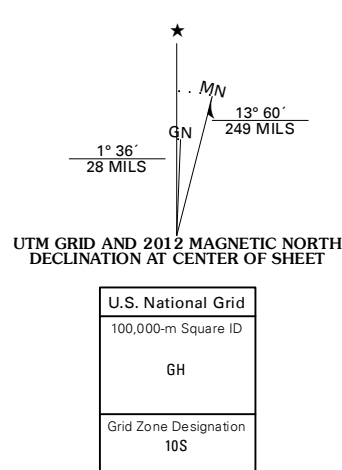 ★
MN
13° 60´
249 MILS
GN
1° 36´
28 MILS
UTM GRID AND 2012 MAGNETIC NORTH
DECLINATION AT CENTER OF SHEET
U.S. National Grid
100,000-m Square ID
GH
Grid Zone Designation
10S